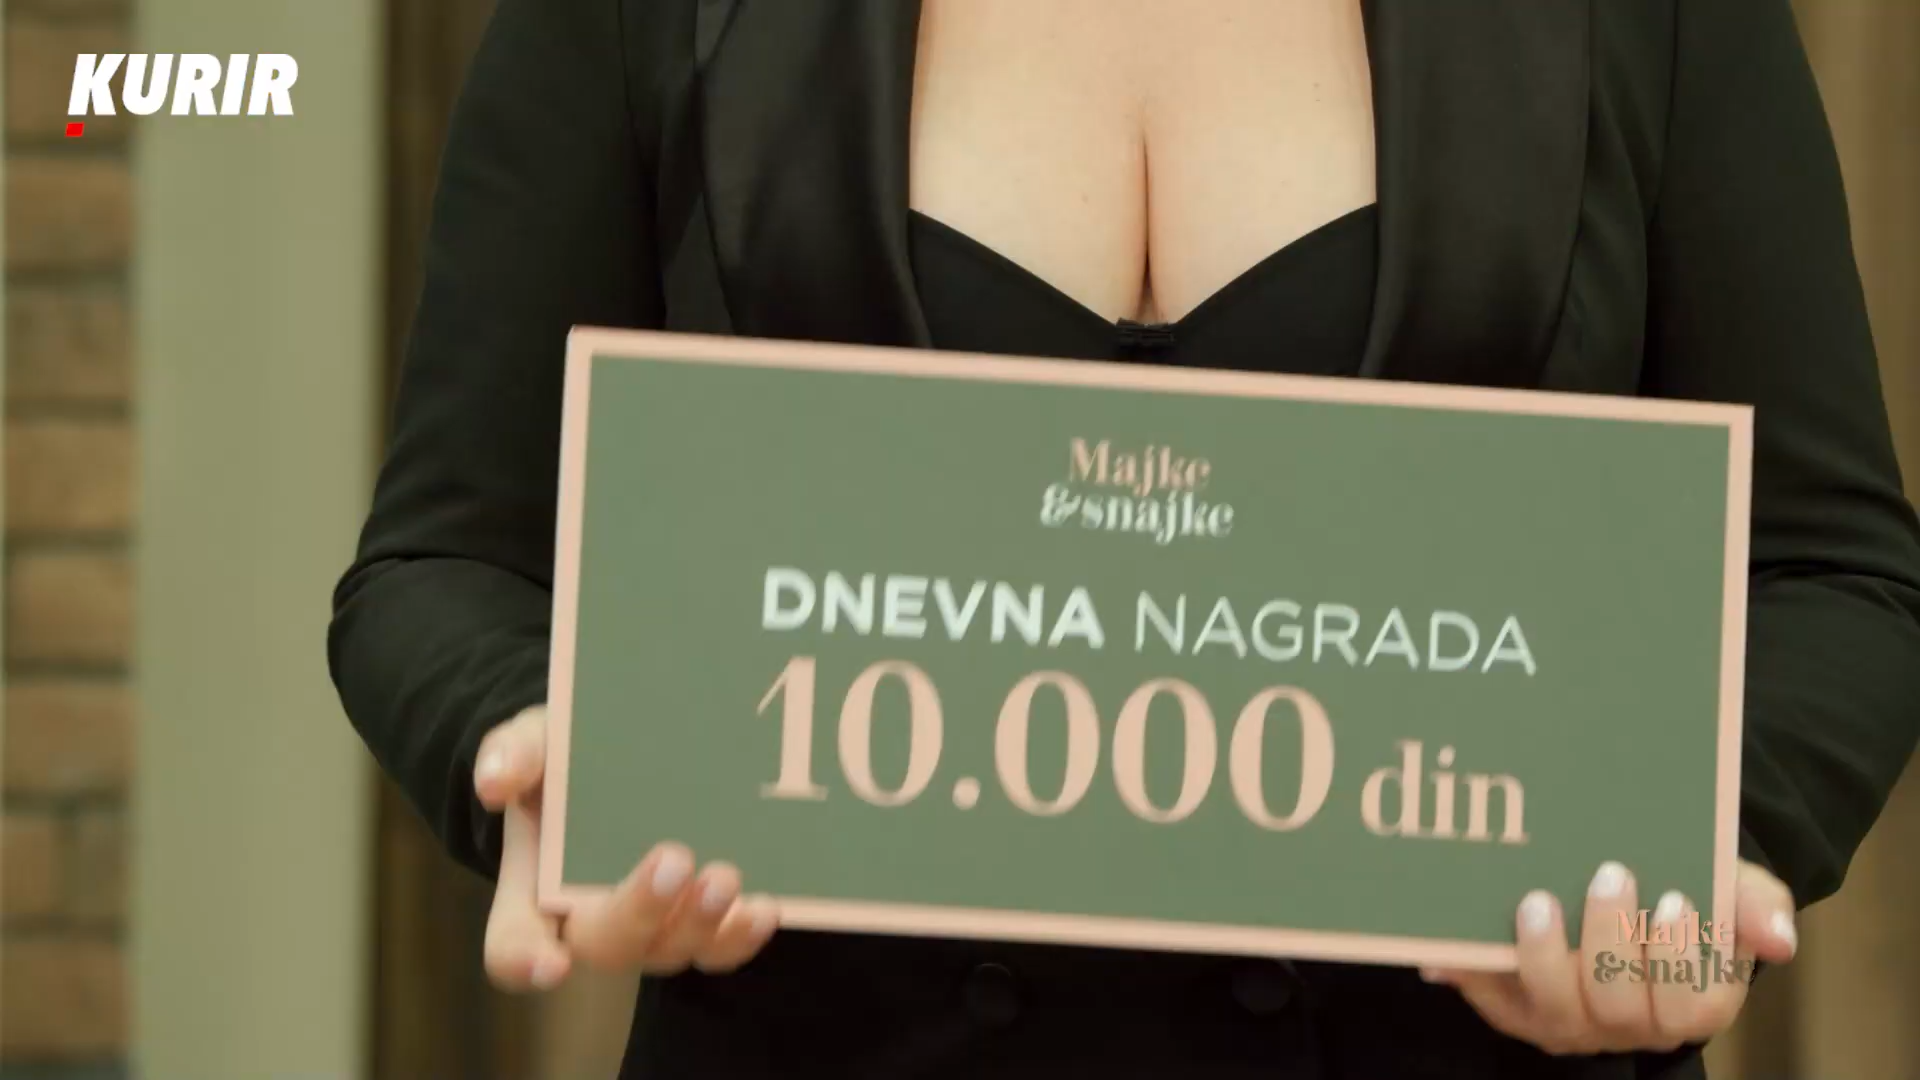 KURIR
Majke
&snajke
DNEVNA NAGRADA
10.000 din
Majke
&snajke